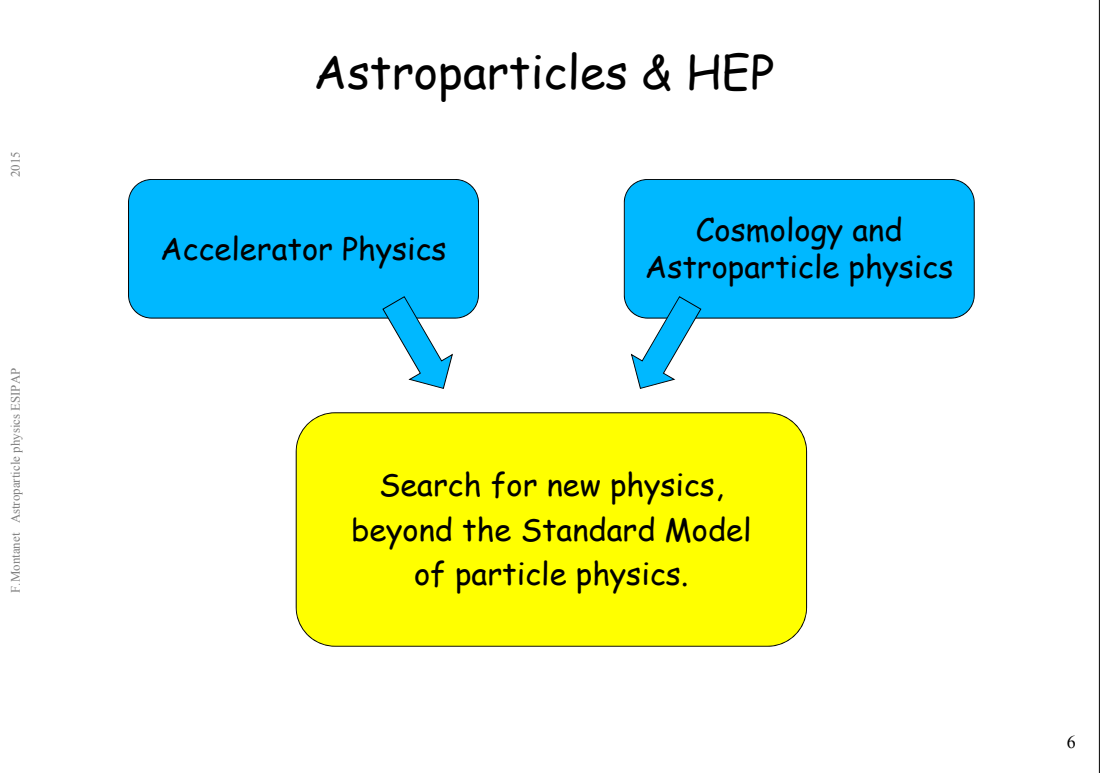 Astroparticles & HEP
2015
Accelerator Physics
Cosmology and
Astroparticle physics
Search for new physics,
beyond the Standard Model
of particle physics.
F.Montanet Astroparticle physics ESIPAP
6